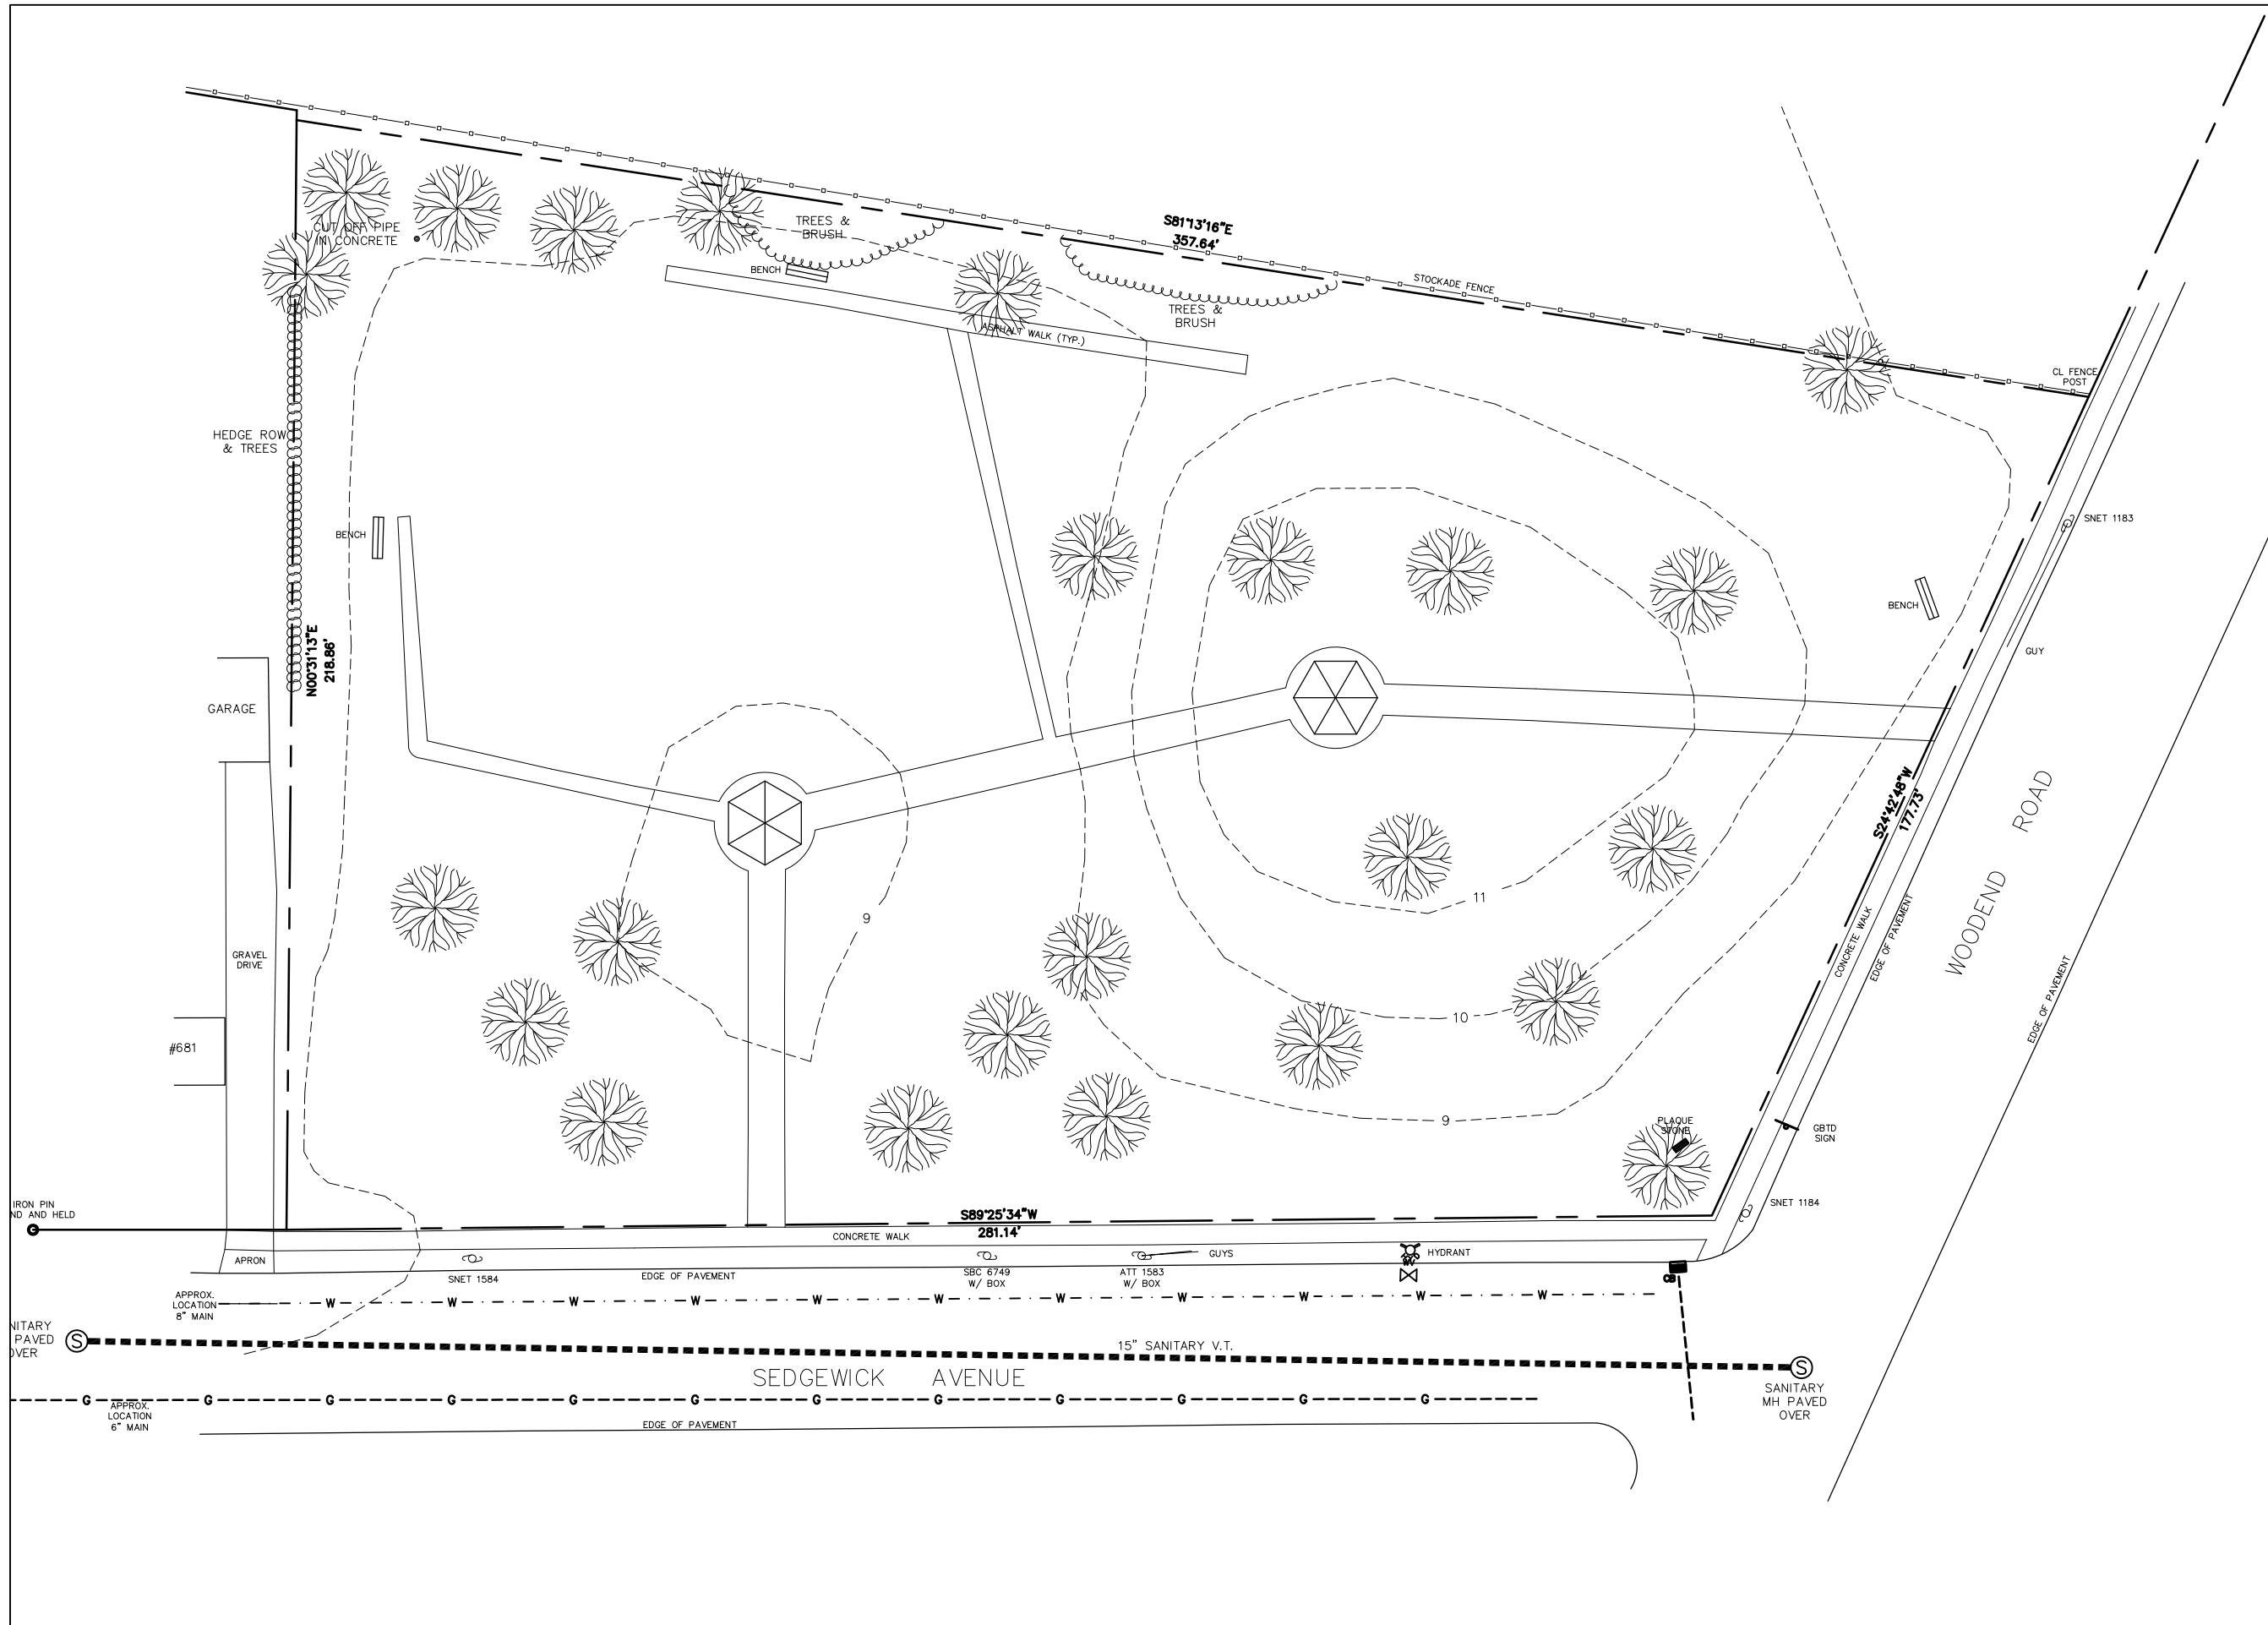 S81°13'16"E
357.64'
STOCKADE FENCE
CL FENCE
POST
CUT OFF PIPE
IN CONCRETE
TREES &
BRUSH
BENCH
ASPHALT WALK (TYP.)
TREES &
BRUSH
HEDGE ROW
& TREES
BENCH
N00°31'13"E
218.86'
GARAGE
GRAVEL
DRIVE
#681
9
11
10
9
SNET 1183
BENCH
GUY
S24°42'48"W
177.73'
WOODEND ROAD
CONCRETE WALK
EDGE OF PAVEMENT
EDGE OF PAVEMENT
PLAQUE
STONE
GBTD
SIGN
SNET 1184
IRON PIN
ND AND HELD
S89°25'34"W
281.14'
CONCRETE WALK
APRON
SNET 1584
EDGE OF PAVEMENT
SBC 6749
W/ BOX
ATT 1583
W/ BOX
GUYS
HYDRANT
WV
CB
APPROX.
LOCATION
8" MAIN
W W W W W W W W W W W
NITARY
PAVED
OVER
S
15" SANITARY V.T.
S
SANITARY
MH PAVED
OVER
SEDGEWICK AVENUE
G G G G G G G G G G G G
APPROX.
LOCATION
6" MAIN
EDGE OF PAVEMENT